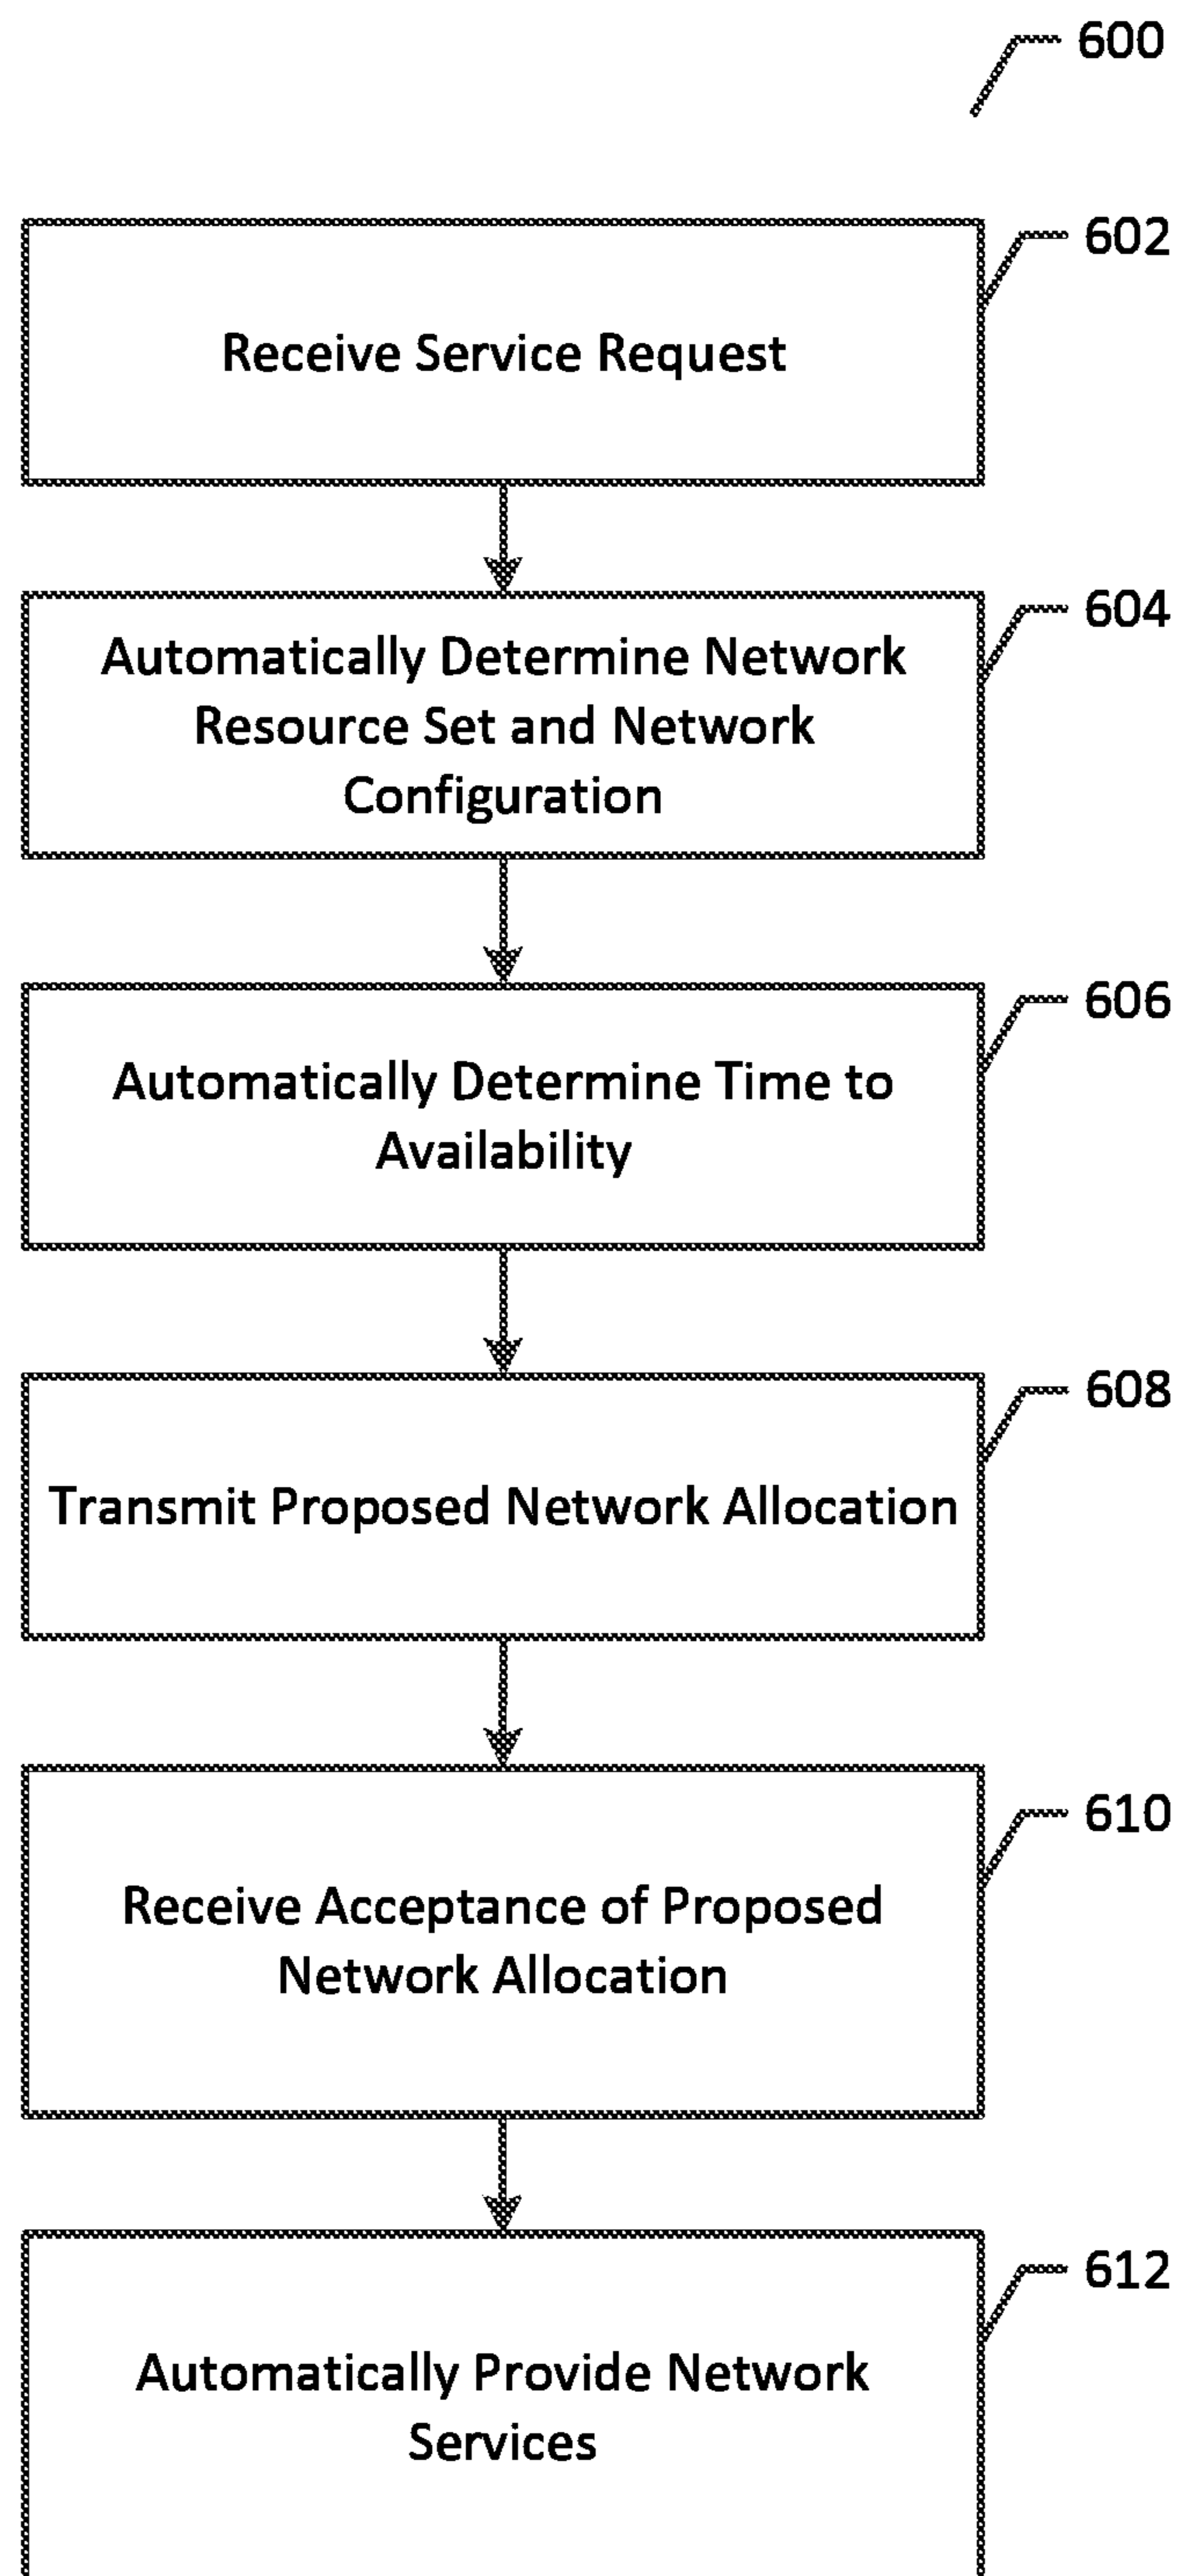 600
602
Receive Service Request
604
Automatically Determine Network
Resource Set and Network
Configuration
606
Automatically Determine Time to
Availability
608
Transmit Proposed Network Allocation
610
Receive Acceptance of Proposed
Network Allocation
612
Automatically Provide Network
Services